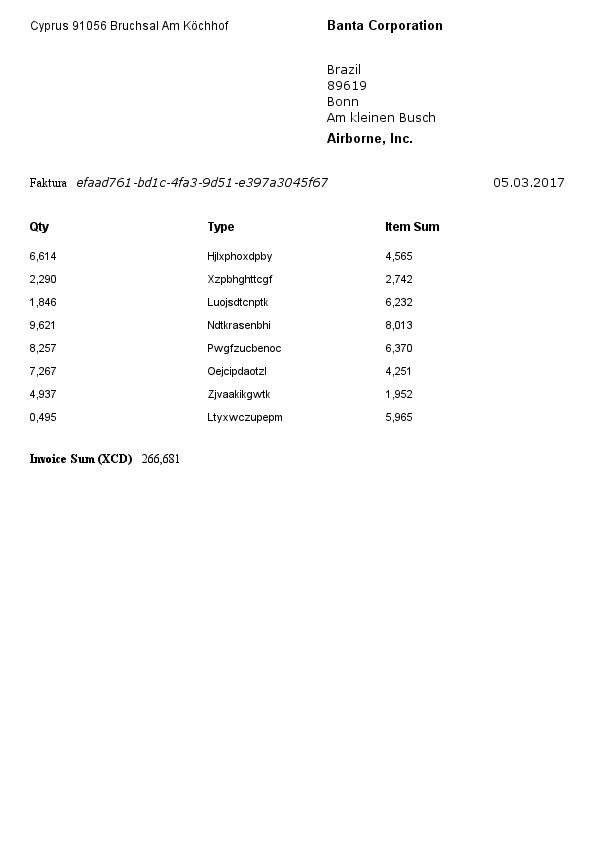 Cyprus 91056 Bruchsal Am Köchhof Banta Corporation
Brazil
89619
Bonn
Am kleinen Busch
Airborne, Inc.
Faktura efaad761-bd1c-4fa3-9d51-e397a3045f67 05.03.2017
Qty Type Item Sum
6,614 Hjlxphoxdpby 4,565
2,290 Xzpbhghttcgf 2,742
1,846 Luojsdtcnptk 6,232
9,621 Ndtkrasenbhi 8,013
8,257 Pwgfzucbenoc 6,370
7,267 Oejcipdaotzl 4,251
4,937 Zjvaakikgwtk 1,952
0,495 Ltyxwczupepm 5,965
Invoice Sum (XCD) 266,681